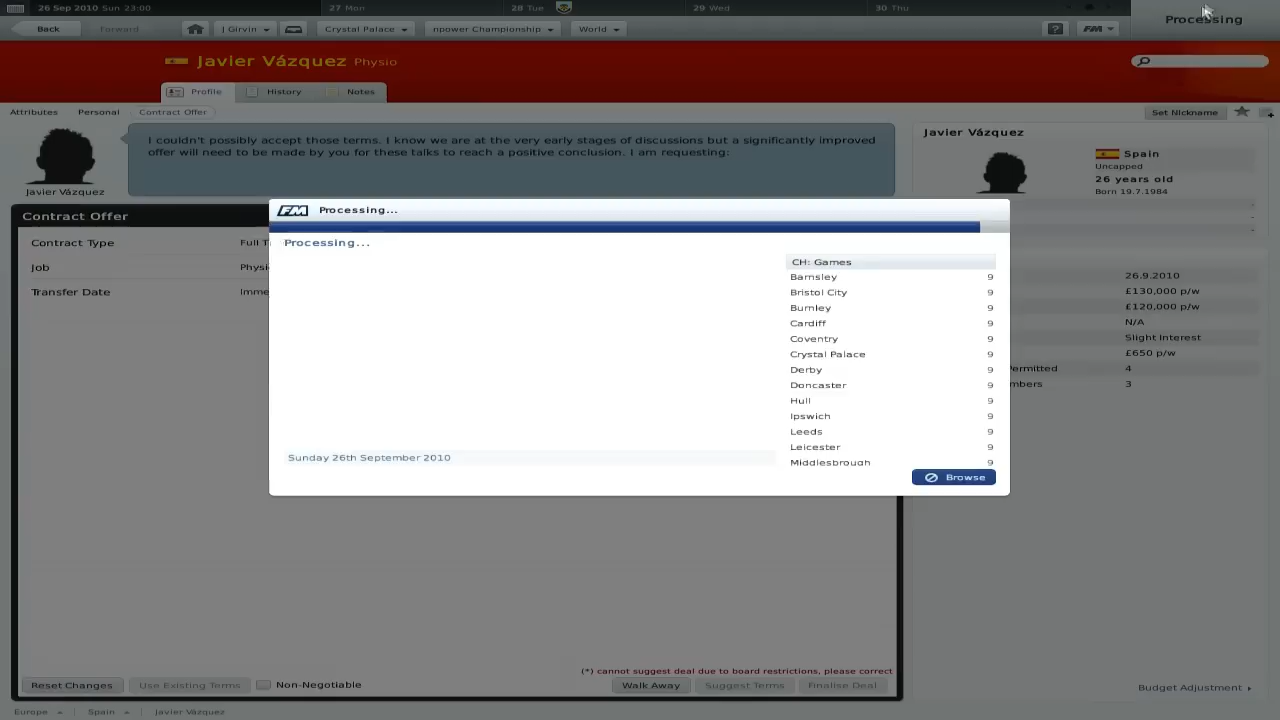 26 Sep 2010 Sun 23:00
27 Mon
28 Tue
29 Wed
30 Thu
Processing
Back
Forward
J Girvin
Crystal Palace
npower Championship
World
?
FM
Javier Vázquez Physio
Profile
History
Notes
Attributes
Personal
Contract Offer
Set Nickname
I couldn't possibly accept those terms. I know we are at the very early stages of discussions but a significantly improved
offer will need to be made by you for these talks to reach a positive conclusion. I am requesting:
Javier Vázquez
Javier Vázquez
Spain
Uncapped
26 years old
Born 19.7.1984
Contract Offer
Contract Type
Full T
Job
Physi
Transfer Date
Imme
FM Processing...
Processing...
CH: Games
Barnsley 9
Bristol City 9
Burnley 9
Cardiff 9
Coventry 9
Crystal Palace 9
Derby 9
Doncaster 9
Hull 9
Ipswich 9
Leeds 9
Leicester 9
Middlesbrough 9
Sunday 26th September 2010
Browse
26.9.2010
£130,000 p/w
£120,000 p/w
N/A
Slight Interest
£650 p/w
Permitted 4
mbers 3
(*) cannot suggest deal due to board restrictions, please correct
Reset Changes
Use Existing Terms
Non-Negotiable
Walk Away
Suggest Terms
Finalise Deal
Budget Adjustment
Europe
Spain
Javier Vázquez